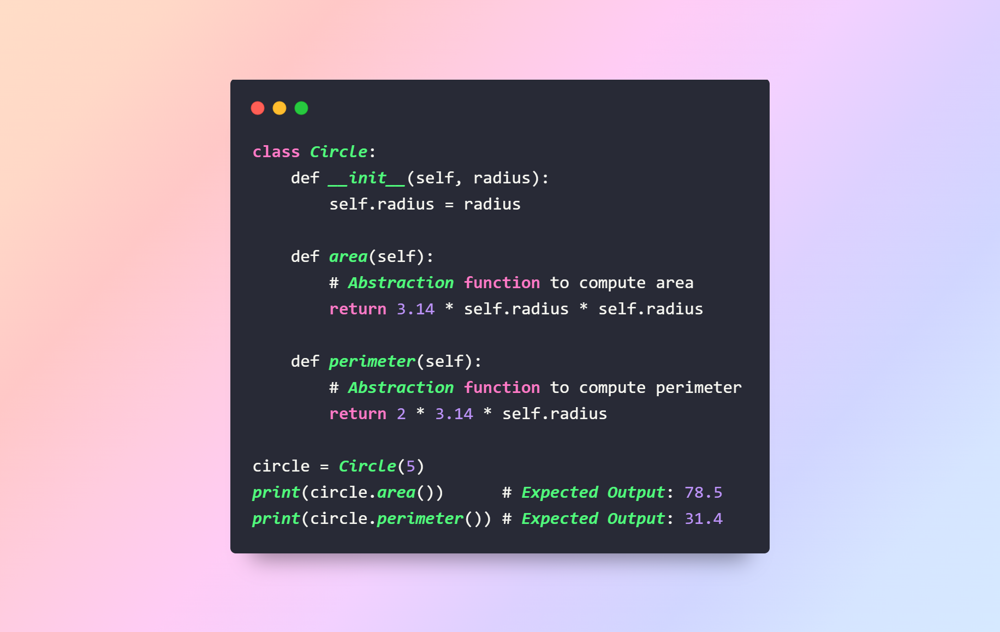 class Circle:
    def __init__(self, radius):
        self.radius = radius

    def area(self):
        # Abstraction function to compute area
        return 3.14 * self.radius * self.radius

    def perimeter(self):
        # Abstraction function to compute perimeter
        return 2 * 3.14 * self.radius

circle = Circle(5)
print(circle.area())      # Expected Output: 78.5
print(circle.perimeter()) # Expected Output: 31.4